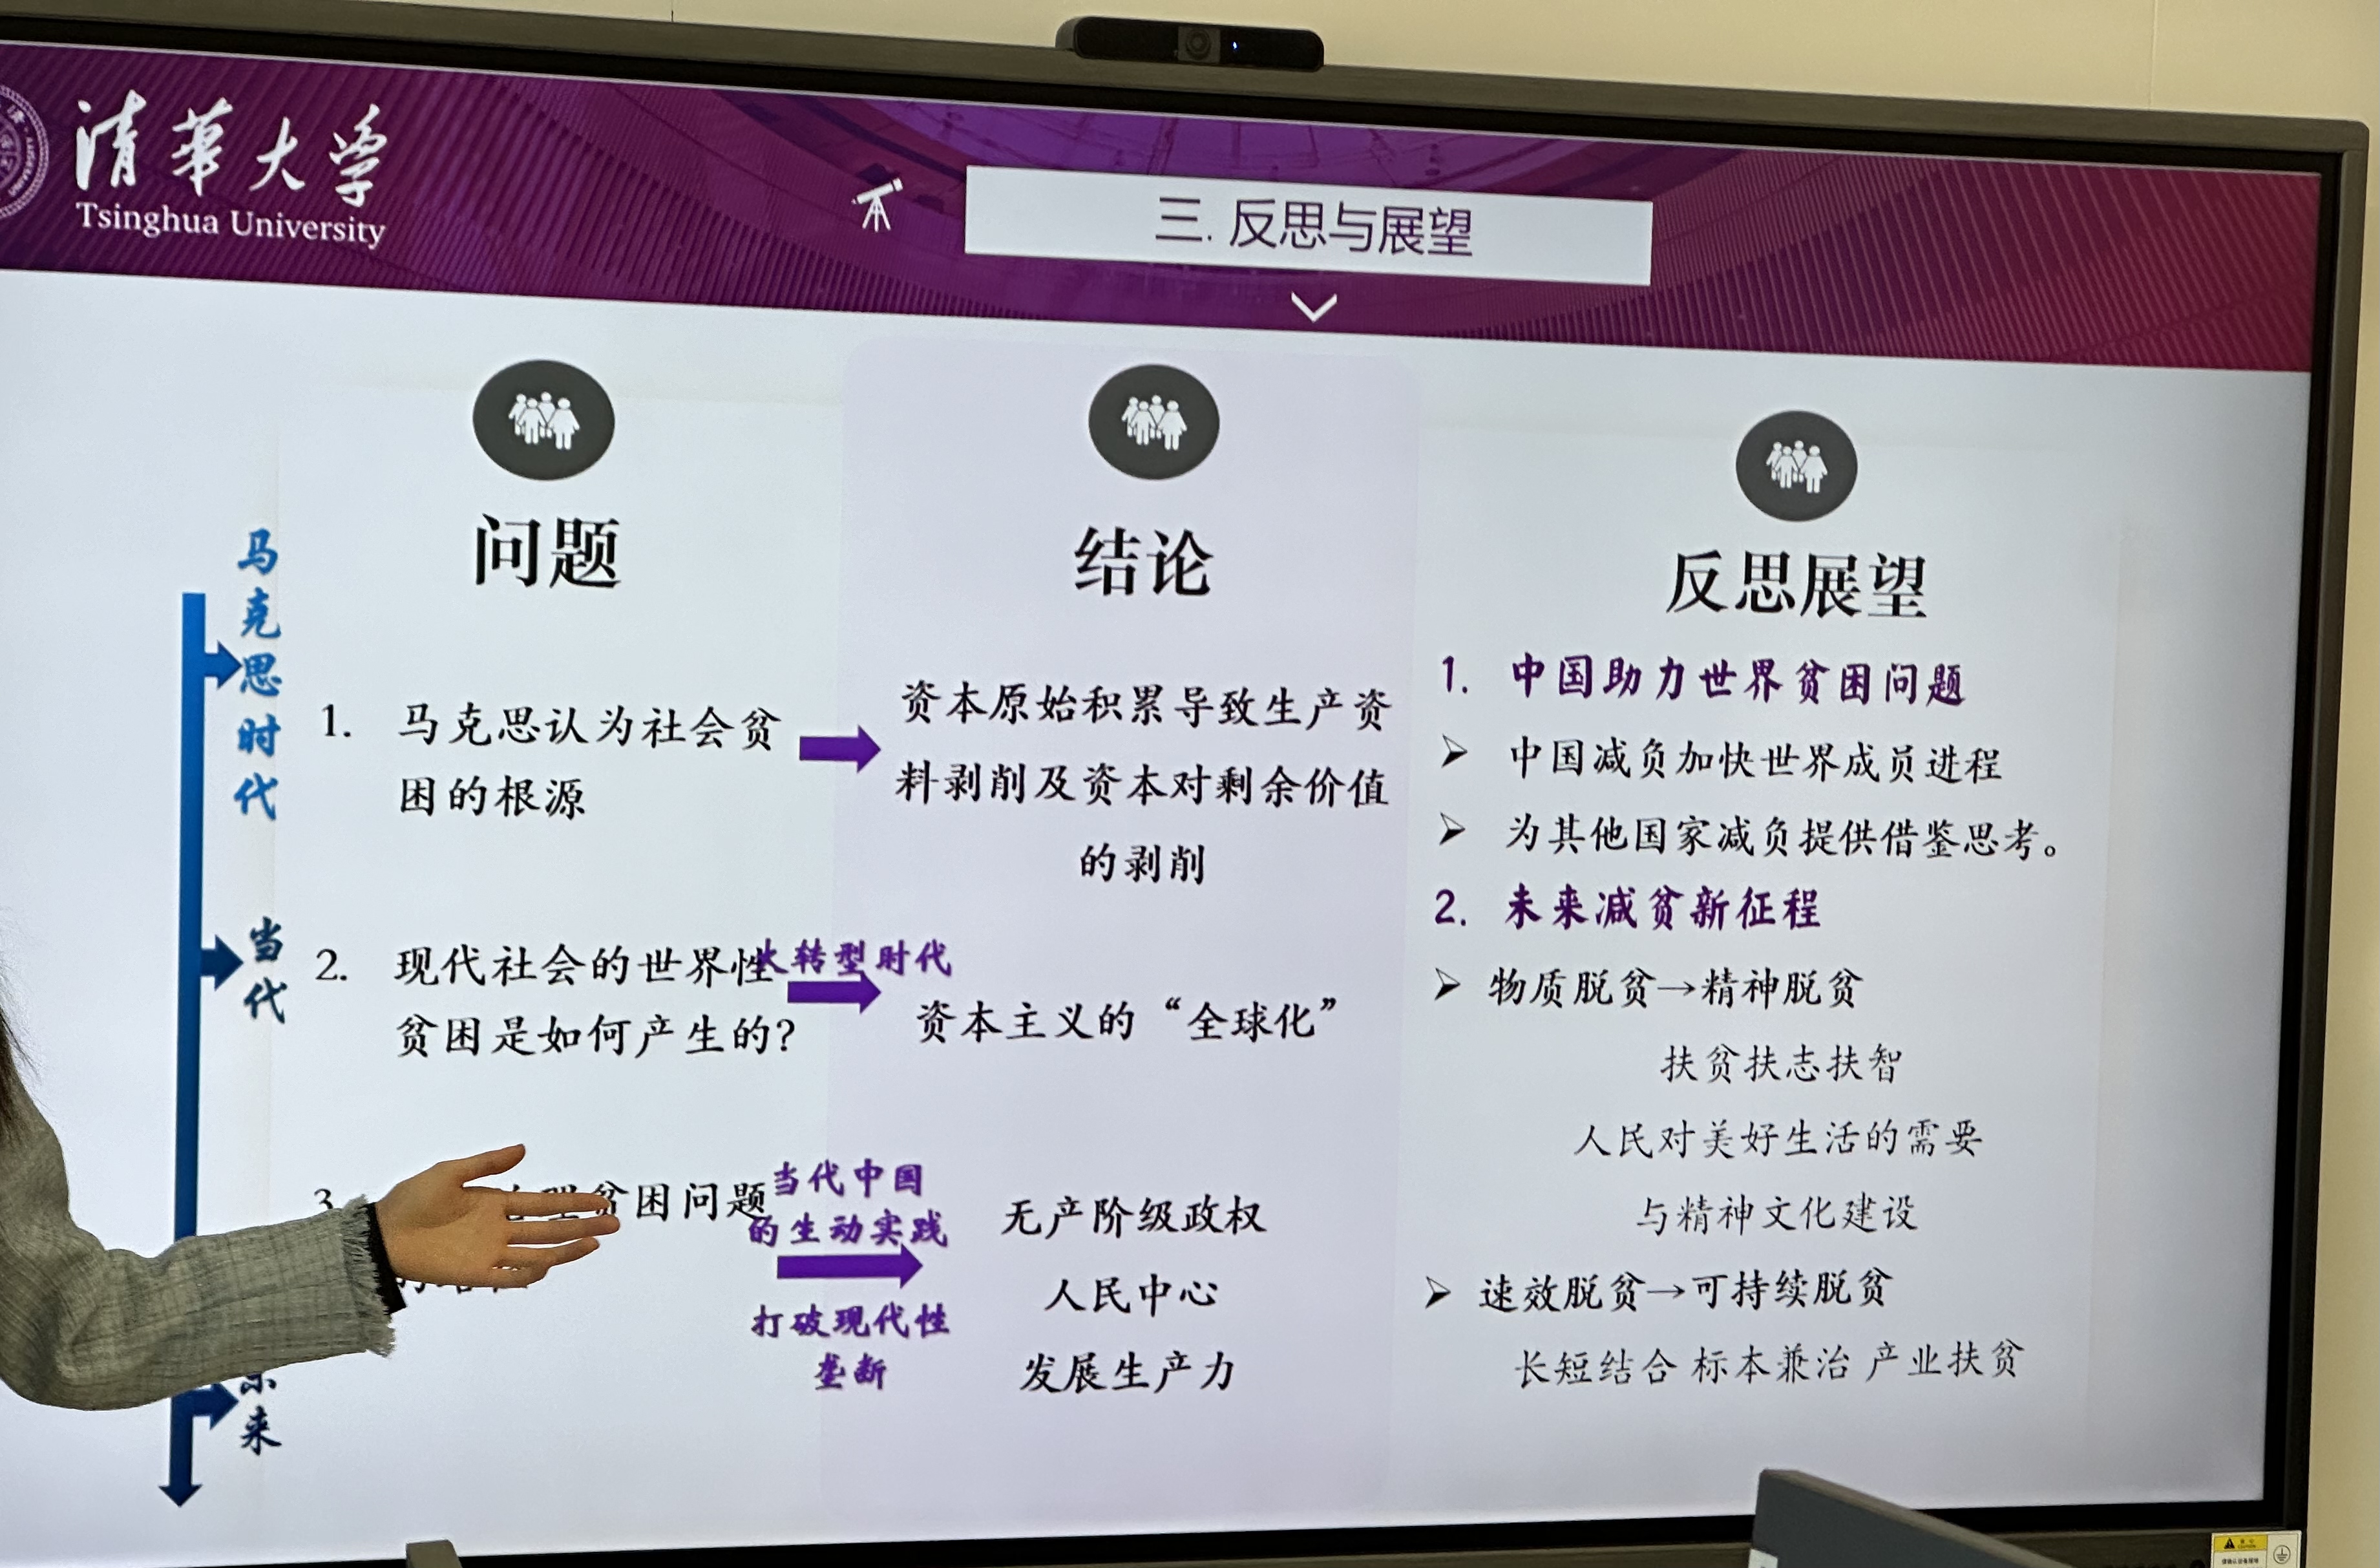 清華大学
Tsinghua University
三. 反思与展望
马克思时代
当代
来
问题
1. 马克思认为社会贫
困的根源
2. 现代社会的世界性
贫困是如何产生的?
3
贫困问题
大转型时代
当代中国
的生动实践
打破现代性
垄断
结论
资本原始积累导致生产资
料剥削及资本对剩余价值
的剥削
资本主义的“全球化”
无产阶级政权
人民中心
发展生产力
反思展望
1. 中国助力世界贫困问题
中国减负加快世界成员进程
为其他国家减负提供借鉴思考。
2. 未来减贫新征程
物质脱贫→精神脱贫
扶贫扶志扶智
人民对美好生活的需要
与精神文化建设
速效脱贫→可持续脱贫
长短结合 标本兼治 产业扶贫